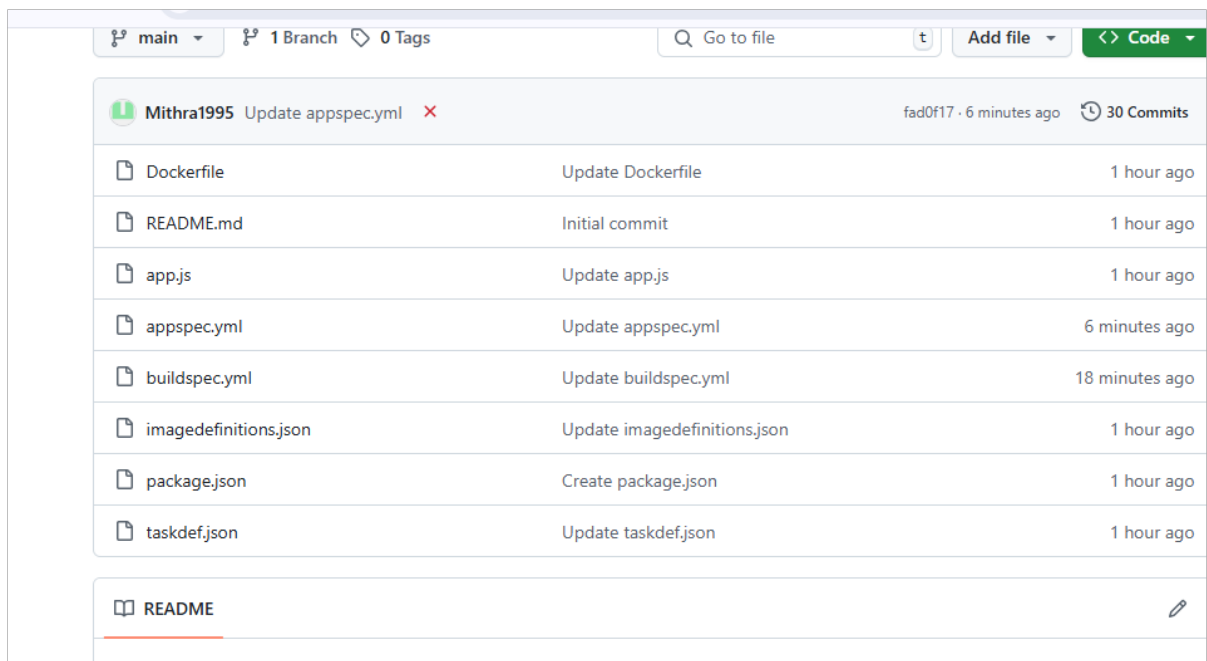 main 1 Branch 0 Tags Go to file t Add file <> Code
Mithra1995 Update appspec.yml fad0f17 · 6 minutes ago 30 Commits
Dockerfile Update Dockerfile 1 hour ago
README.md Initial commit 1 hour ago
app.js Update app.js 1 hour ago
appspec.yml Update appspec.yml 6 minutes ago
buildspec.yml Update buildspec.yml 18 minutes ago
imagedefinitions.json Update imagedefinitions.json 1 hour ago
package.json Create package.json 1 hour ago
taskdef.json Update taskdef.json 1 hour ago
README